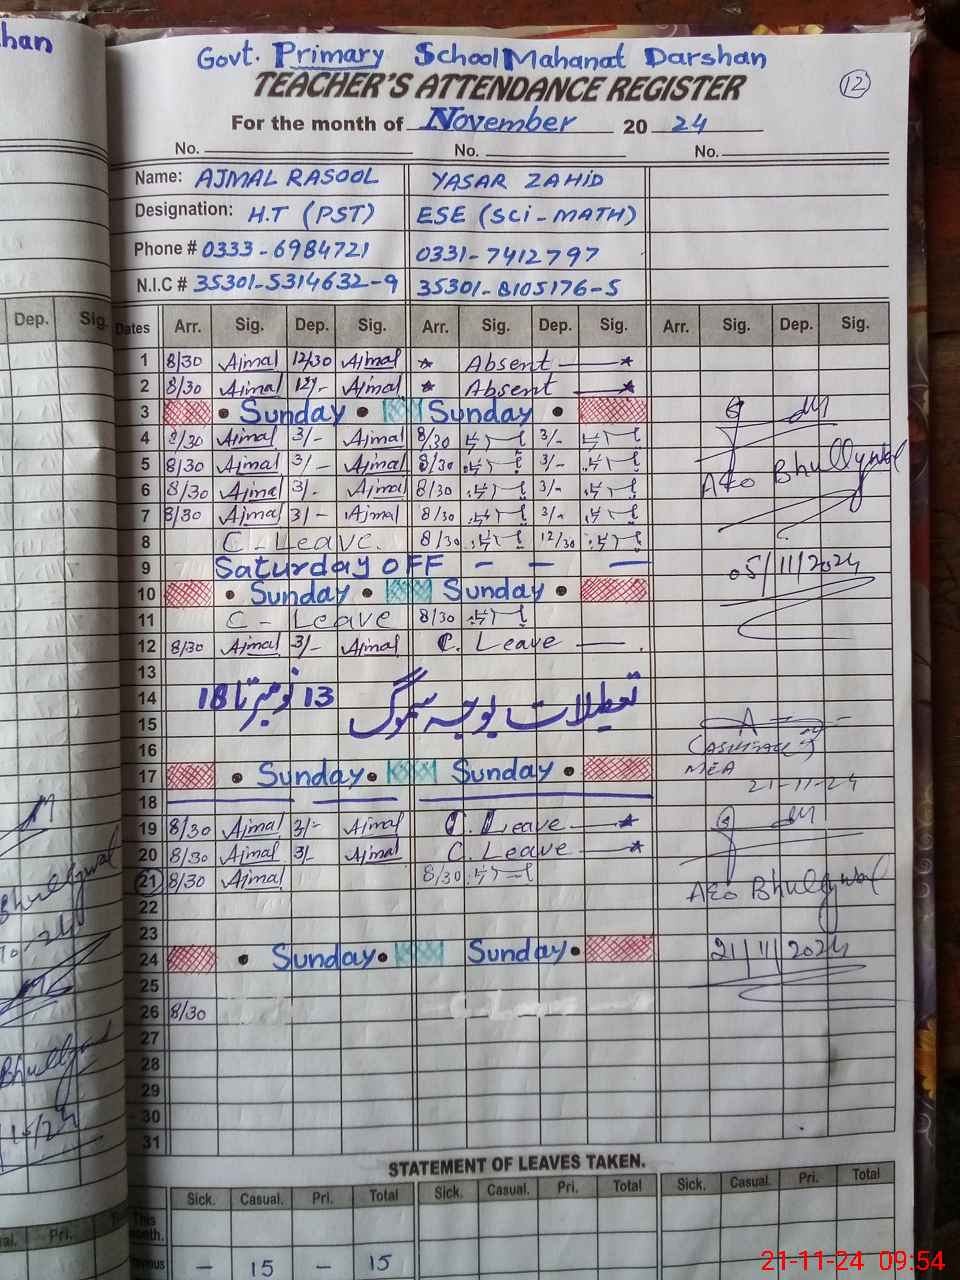 Govt. Primary School Mahanat Darshan
TEACHER'S ATTENDANCE REGISTER
12
For the month of November 2024
No. No. No.
Name: AJMAL RASOOL YASAR ZAHID
Designation: H.T (PST) ESE (SCI-MATH)
Phone # 0333-6984721 0331-7412797
N.I.C # 35301-5314632-9 35301-8105176-5
Dep. Sig.
Dates Arr. Sig. Dep. Sig. Arr. Sig. Dep. Sig. Arr. Sig. Dep. Sig.
1 8/30 Ajmal 12/30 Ajmal Absent
2 8/30 Ajmal 12/- Ajmal Absent
3 Sunday Sunday
4 8/30 Ajmal 3/- Ajmal 8/30 3/-
5 8/30 Ajmal 3/- Ajmal 8/30 3/-
6 8/30 Ajmal 3/- Ajmal 8/30 3/-
AEO Bhullywal
7 8/30 Ajmal 3/- Ajmal 8/30 3/-
8 C-Leave. 8/30 12/30
9 Saturday OFF - - -
05/11/2024
10 Sunday Sunday
11 C-Leave 8/30
12 8/30 Ajmal 3/- Ajmal C.Leave
13
14 تعطیلات بوجہ سموگ 13 نومبر تا 18
15
16
MEA
17 Sunday Sunday
21-11-24
18
19 8/30 Ajmal 3/- Ajmal C.Leave
20 8/30 Ajmal 3/- Ajmal C.Leave
21 8/30 Ajmal 8/30
AEO Bhullywal
22
23
24 Sunday Sunday
21/11/2024
25
26 8/30 C-Leave
27
28
29
30
31
STATEMENT OF LEAVES TAKEN.
Sick. Casual. Pri. Total Sick. Casual. Pri. Total Sick. Casual. Pri. Total
This month.
- 15 - 15
21-11-24 09:54